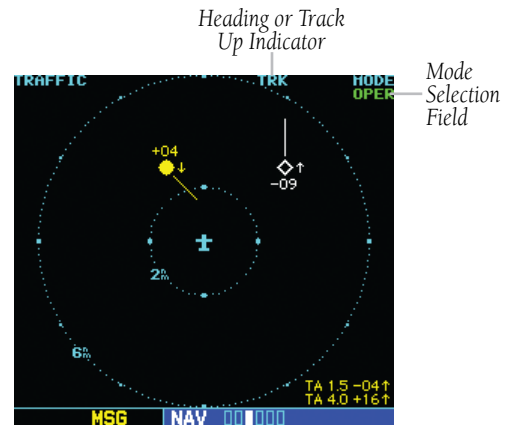 Heading or Track
Up Indicator
TRAFFIC
TRK
MODE
OPER
Mode
Selection
Field
+04
↓
↑
-09
2nm
6nm
TA 1.5 -04↑
TA 4.0 +16↑
MSG
NAV